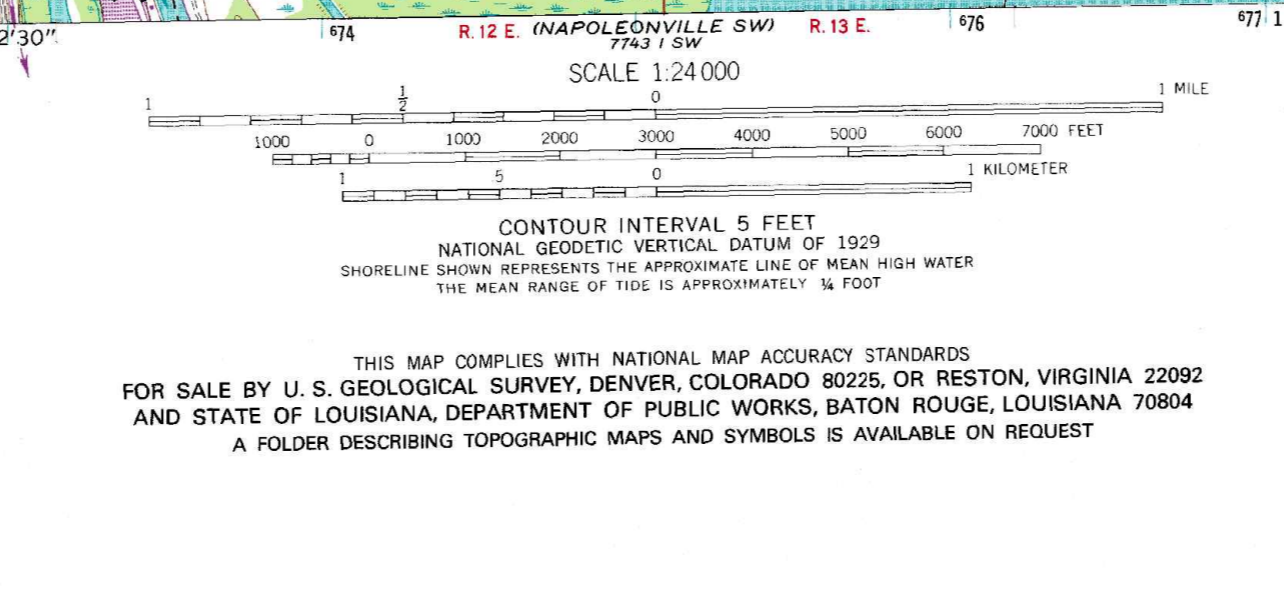 2'30" 674 R. 12 E. (NAPOLEONVILLE SW) R. 13 E. 676 677 1
7743 I SW
SCALE 1:24 000
1 ½ 0 1 MILE
1000 0 1000 2000 3000 4000 5000 6000 7000 FEET
1 .5 0 1 KILOMETER
CONTOUR INTERVAL 5 FEET
NATIONAL GEODETIC VERTICAL DATUM OF 1929
SHORELINE SHOWN REPRESENTS THE APPROXIMATE LINE OF MEAN HIGH WATER
THE MEAN RANGE OF TIDE IS APPROXIMATELY ¼ FOOT
THIS MAP COMPLIES WITH NATIONAL MAP ACCURACY STANDARDS
FOR SALE BY U. S. GEOLOGICAL SURVEY, DENVER, COLORADO 80225, OR RESTON, VIRGINIA 22092
AND STATE OF LOUISIANA, DEPARTMENT OF PUBLIC WORKS, BATON ROUGE, LOUISIANA 70804
A FOLDER DESCRIBING TOPOGRAPHIC MAPS AND SYMBOLS IS AVAILABLE ON REQUEST